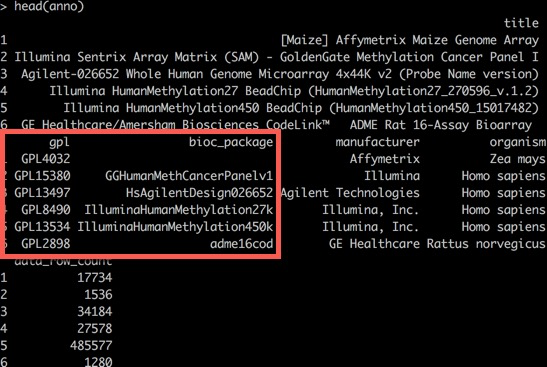 > head(anno)
title
1 [Maize] Affymetrix Maize Genome Array
2 Illumina Sentrix Array Matrix (SAM) - GoldenGate Methylation Cancer Panel I
3 Agilent-026652 Whole Human Genome Microarray 4x44K v2 (Probe Name version)
4 Illumina HumanMethylation27 BeadChip (HumanMethylation27_270596_v.1.2)
5 Illumina HumanMethylation450 BeadChip (HumanMethylation450_15017482)
6 GE Healthcare/Amersham Biosciences CodeLink™ ADME Rat 16-Assay Bioarray
gpl bioc_package manufacturer organism
1 GPL4032 Affymetrix Zea mays
2 GPL15380 GGHumanMethCancerPanelv1 Illumina Homo sapiens
3 GPL13497 HsAgilentDesign026652 Agilent Technologies Homo sapiens
4 GPL8490 IlluminaHumanMethylation27k Illumina, Inc. Homo sapiens
5 GPL13534 IlluminaHumanMethylation450k Illumina, Inc. Homo sapiens
6 GPL2898 adme16cod GE Healthcare Rattus norvegicus
data_row_count
1 17734
2 1536
3 34184
4 27578
5 485577
6 1280